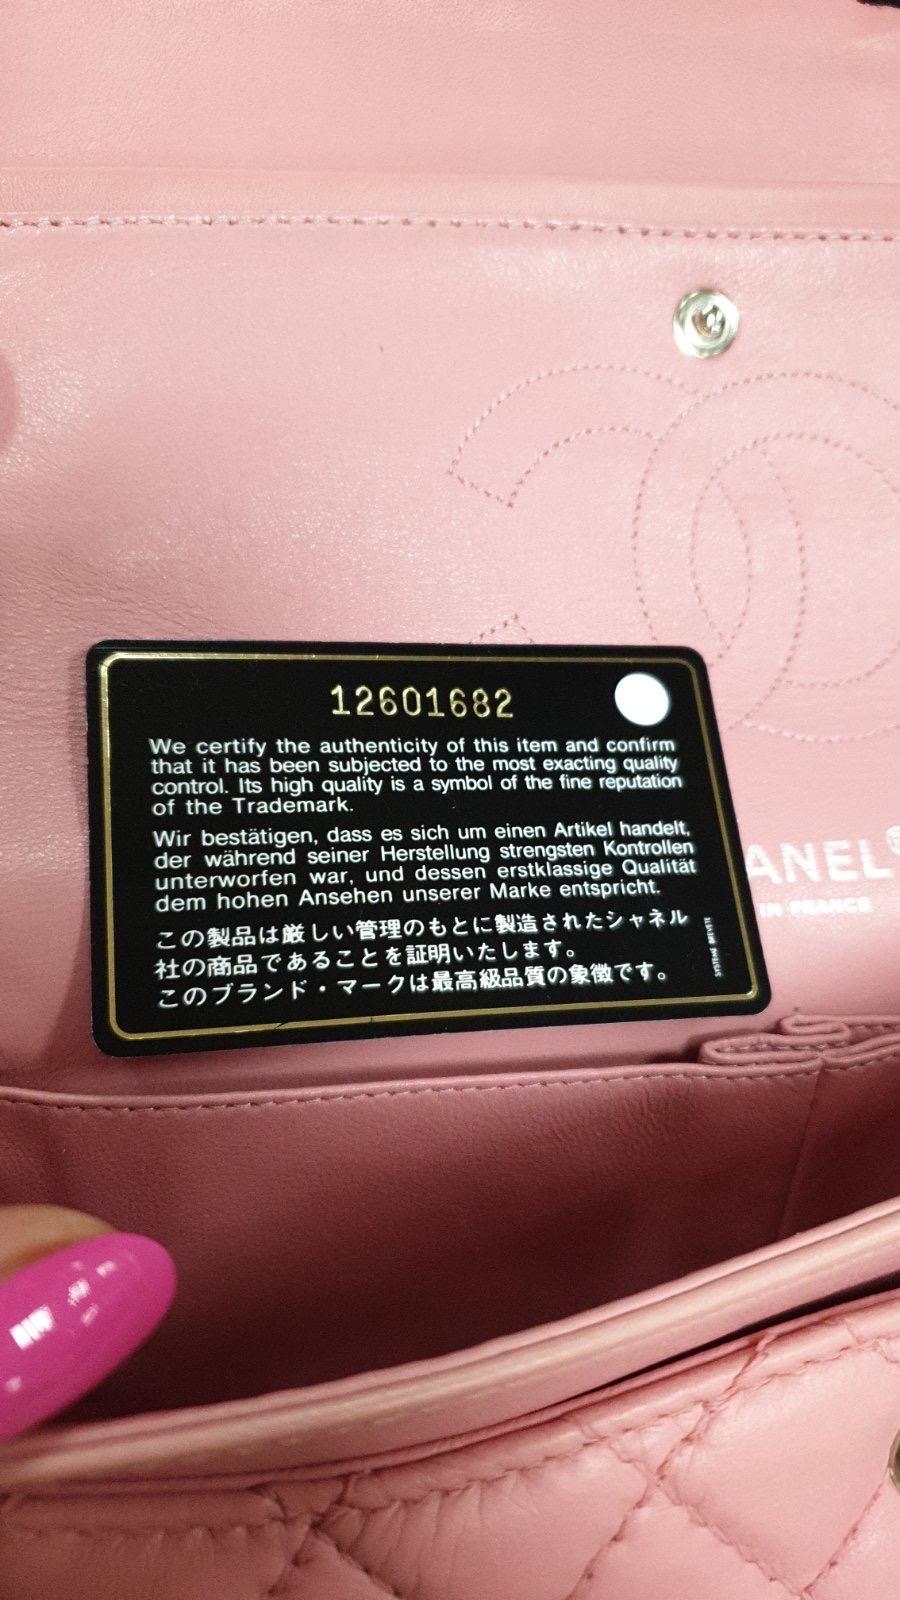 12601682
We certify the authenticity of this item and confirm
that it has been subjected to the most exacting quality
control. Its high quality is a symbol of the fine reputation
of the Trademark.
Wir bestätigen, dass es sich um einen Artikel handelt,
der während seiner Herstellung strengsten Kontrollen
unterworfen war, und dessen erstklassige Qualität
dem hohen Ansehen unserer Marke entspricht.
この製品は厳しい管理のもとに製造されたシャネル
社の商品であることを証明いたします。
このブランド・マークは最高級品質の象徴です。
SYSTEME BREVETE
ANEL®
IN FRANCE